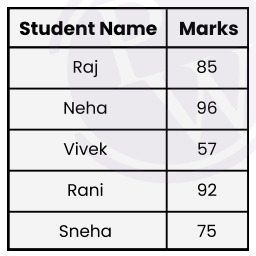 Student Name Marks
Raj 85
Neha 96
Vivek 57
Rani 92
Sneha 75